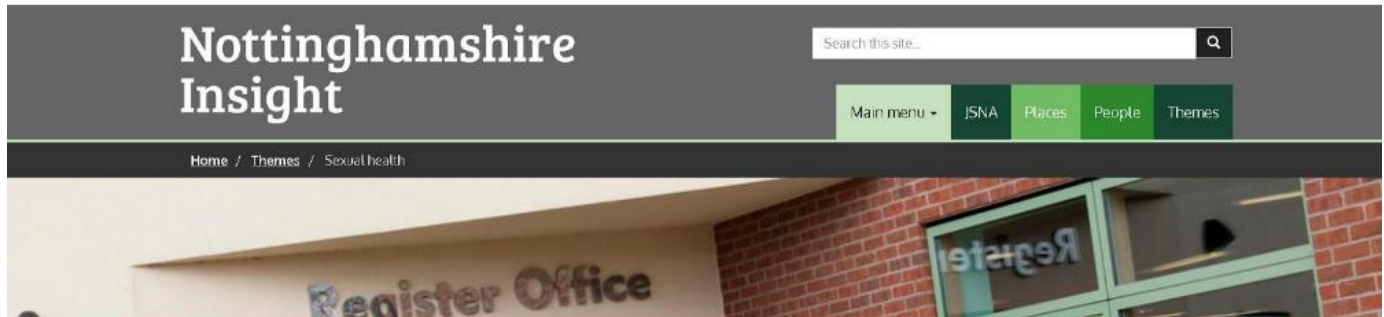 Nottinghamshire
Insight
Search this site...
Main menu JSNA Places People Themes
Home / Themes / Sexual health
Register Office
Register